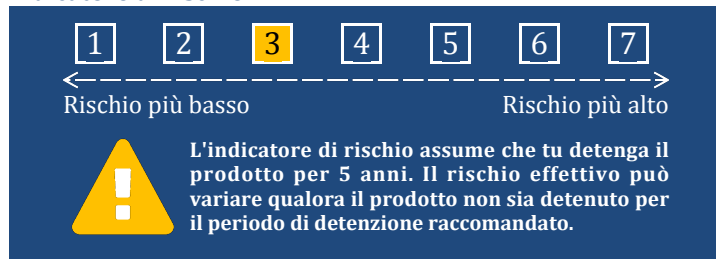 1 2 3 4 5 6 7
Rischio più basso Rischio più alto
L'indicatore di rischio assume che tu detenga il
prodotto per 5 anni. Il rischio effettivo può
variare qualora il prodotto non sia detenuto per
il periodo di detenzione raccomandato.